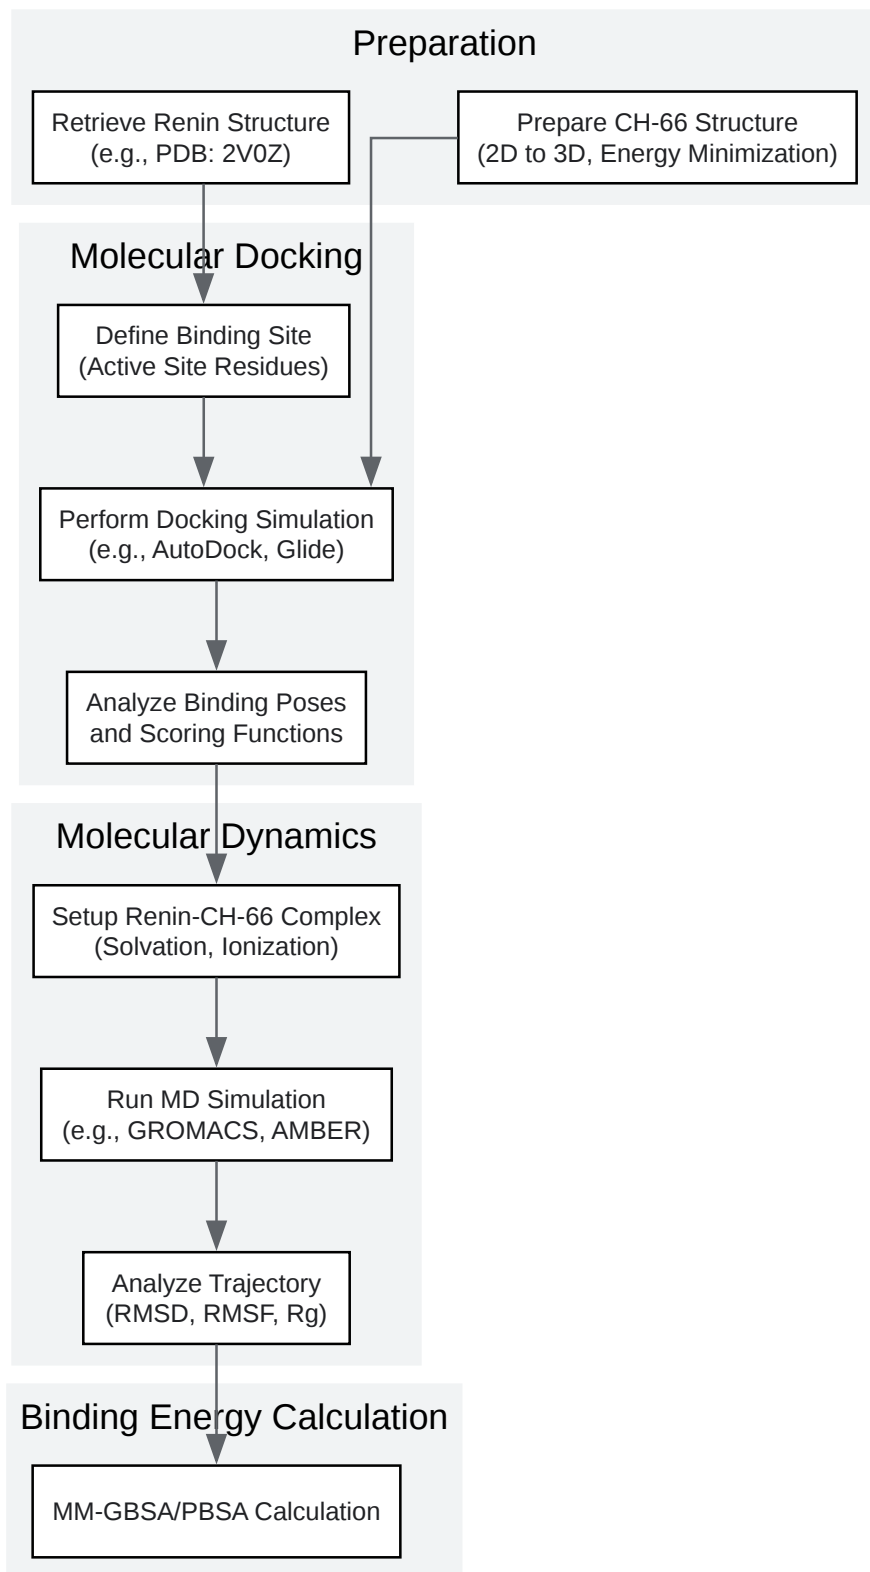 Preparation
Retrieve Renin Structure
(e.g., PDB: 2V0Z)
Prepare CH-66 Structure
(2D to 3D, Energy Minimization)
Molecular Docking
Define Binding Site
(Active Site Residues)
Perform Docking Simulation
(e.g., AutoDock, Glide)
Analyze Binding Poses
and Scoring Functions
Molecular Dynamics
Setup Renin-CH-66 Complex
(Solvation, Ionization)
Run MD Simulation
(e.g., GROMACS, AMBER)
Analyze Trajectory
(RMSD, RMSF, Rg)
Binding Energy Calculation
MM-GBSA/PBSA Calculation